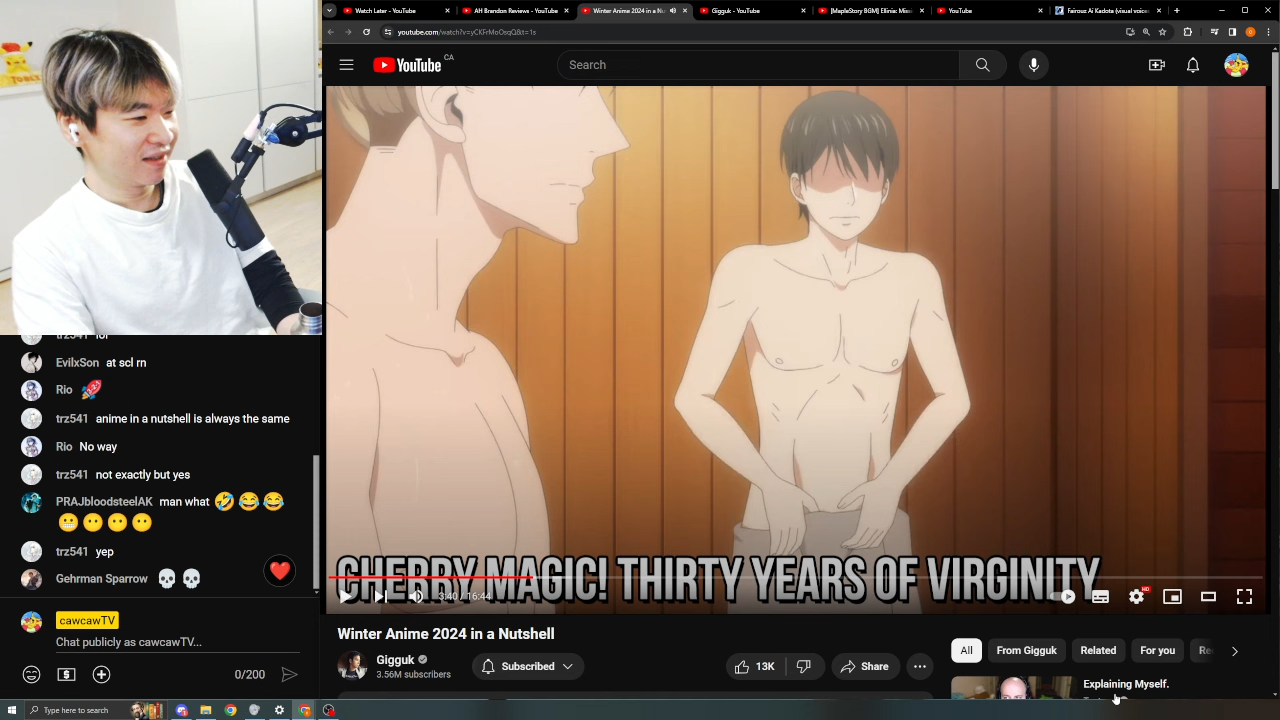 Watch Later - YouTube
AH Brandon Reviews - YouTube
Winter Anime 2024 in a Nu
Gigguk - YouTube
[MapleStory BGM] Ellinia: Miss
YouTube
Fairouz Ai Kadota (visual voice
youtube.com/watch?v=yCKFrMoOsqQ&t=1s
YouTube CA
Search
EvilxSon at scl rn
Rio
trz541 anime in a nutshell is always the same
Rio No way
trz541 not exactly but yes
PRAJbloodsteelAK man what
trz541 yep
Gehrman Sparrow
cawcawTV
Chat publicly as cawcawTV...
0/200
CHERRY MAGIC! THIRTY YEARS OF VIRGINITY
3:40 / 16:44
HD
Winter Anime 2024 in a Nutshell
Gigguk
3.56M subscribers
Subscribed
13K
Share
All
From Gigguk
Related
For you
Explaining Myself.
Type here to search